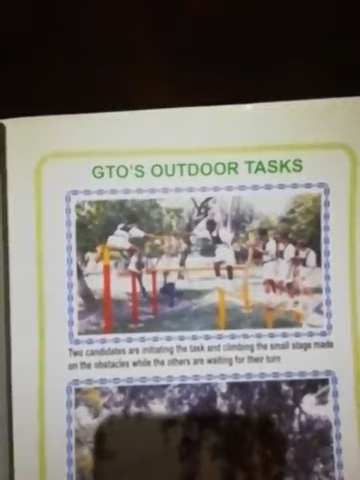 GTO'S OUTDOOR TASKS
Two candidates are initiating the task and climbing the small stage made
on the obstacles while the others are waiting for their turn